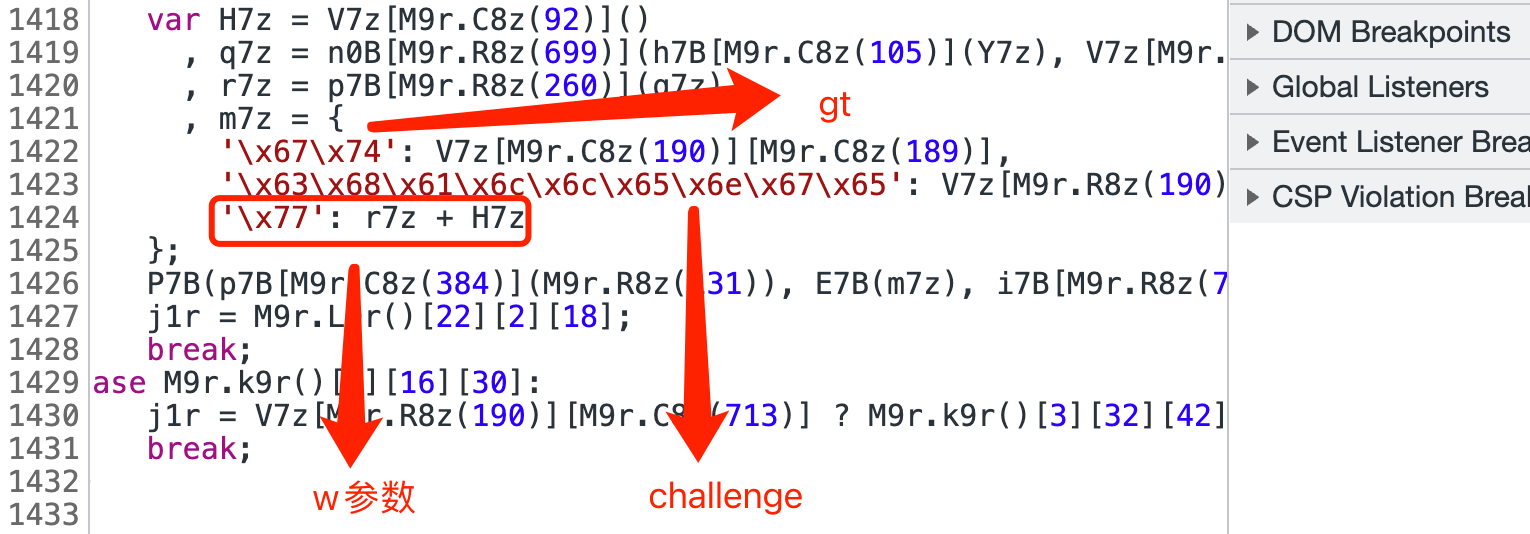 1418 var H7z = V7z[M9r.C8z(92)]()
1419 , q7z = n0B[M9r.R8z(699)](h7B[M9r.C8z(105)](Y7z), V7z[M9r.
1420 , r7z = p7B[M9r.R8z(260)](q7z)
1421 , m7z = {
gt
1422 '\x67\x74': V7z[M9r.C8z(190)][M9r.C8z(189)],
1423 '\x63\x68\x61\x6c\x6c\x65\x6e\x67\x65': V7z[M9r.R8z(190)
1424 '\x77': r7z + H7z
1425 };
1426 P7B(p7B[M9r C8z(384)](M9r.R8z( 31)), E7B(m7z), i7B[M9r.R8z(7
1427 j1r = M9r.L r()[22][2][18];
1428 break;
1429 ase M9r.k9r()[ ][16][30]:
1430 j1r = V7z[M9r.R8z(190)][M9r.C8 (713)] ? M9r.k9r()[3][32][42]
1431 break;
1432
1433
w参数
challenge
DOM Breakpoints
Global Listeners
Event Listener Brea
CSP Violation Break